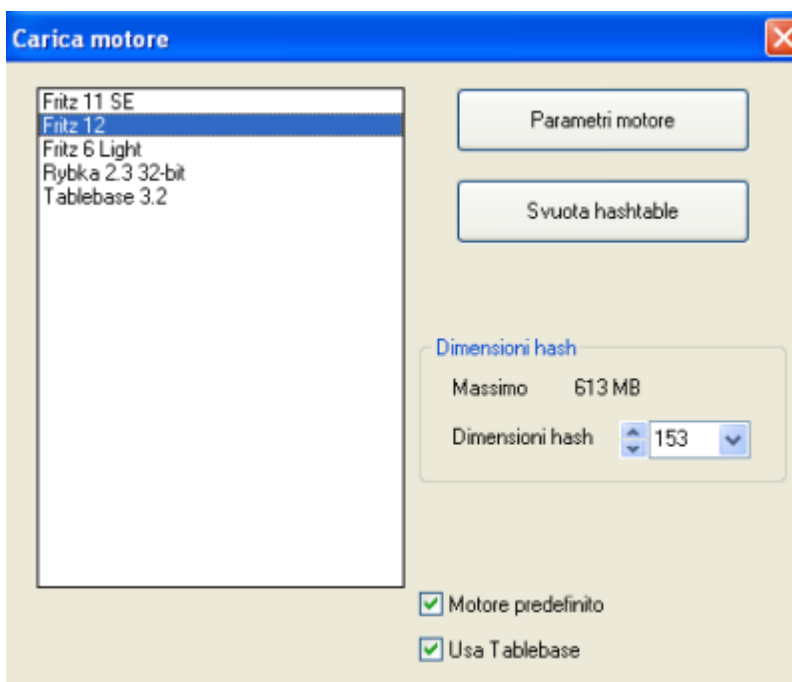 Carica motore
Fritz 11 SE
Fritz 12
Fritz 6 Light
Rybka 2.3 32-bit
Tablebase 3.2
Parametri motore
Svuota hashtable
Dimensioni hash
Massimo 613 MB
Dimensioni hash 153
Motore predefinito
Usa Tablebase